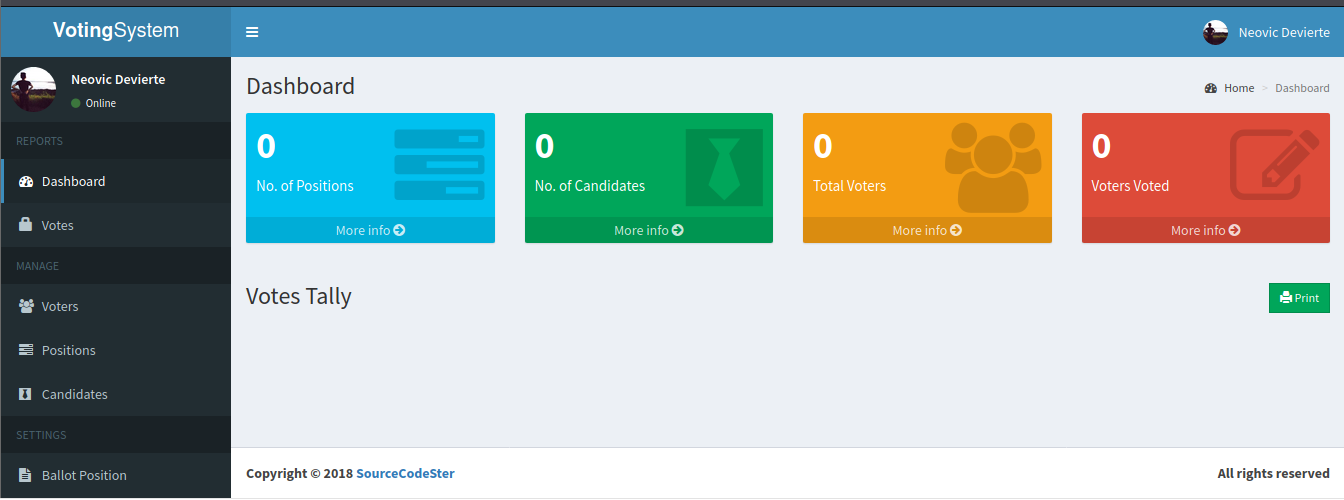 VotingSystem
Neovic Devierte
Neovic Devierte
Online
REPORTS
Dashboard
Votes
MANAGE
Voters
Positions
Candidates
SETTINGS
Ballot Position
Dashboard
Home > Dashboard
0
No. of Positions
More info
0
No. of Candidates
More info
0
Total Voters
More info
0
Voters Voted
More info
Votes Tally
Print
Copyright © 2018 SourceCodeSter
All rights reserved